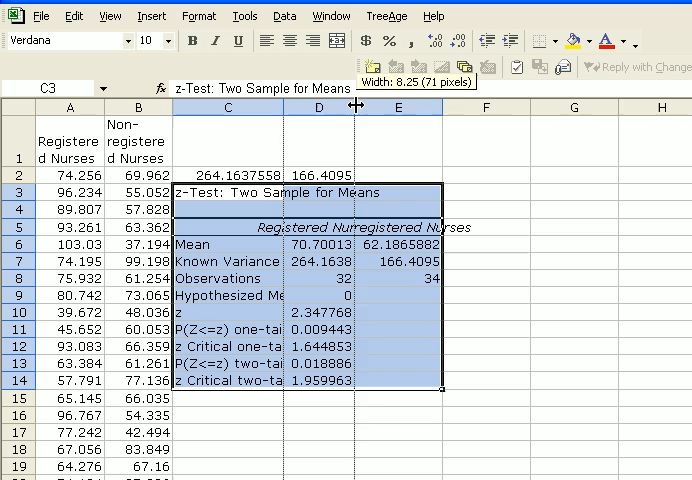 File Edit View Insert Format Tools Data Window TreeAge Help
Verdana 10 B I U $ % , .00 .0
Reply with Change
Width: 8.25 (71 pixels)
C3 fx z-Test: Two Sample for Means
A B C D E F G H
1 Registere d Nurses Non- registere d Nurses
2 74.256 69.962 264.1637558 166.4095
3 96.234 55.052 z-Test: Two Sample for Means
4 89.807 57.828
5 93.261 63.362 Registered Nurregistered Nurses
6 103.03 37.194 Mean 70.70013 62.1865882
7 74.195 99.198 Known Variance 264.1638 166.4095
8 75.932 61.254 Observations 32 34
9 80.742 73.065 Hypothesized Me 0
10 39.672 48.036 z 2.347768
11 45.652 60.053 P(Z<=z) one-tai 0.009443
12 93.083 66.359 z Critical one-ta 1.644853
13 63.384 61.261 P(Z<=z) two-tai 0.018886
14 57.791 77.136 z Critical two-ta 1.959963
15 65.145 66.035
16 96.767 54.335
17 77.242 42.494
18 67.056 83.849
19 64.276 67.16